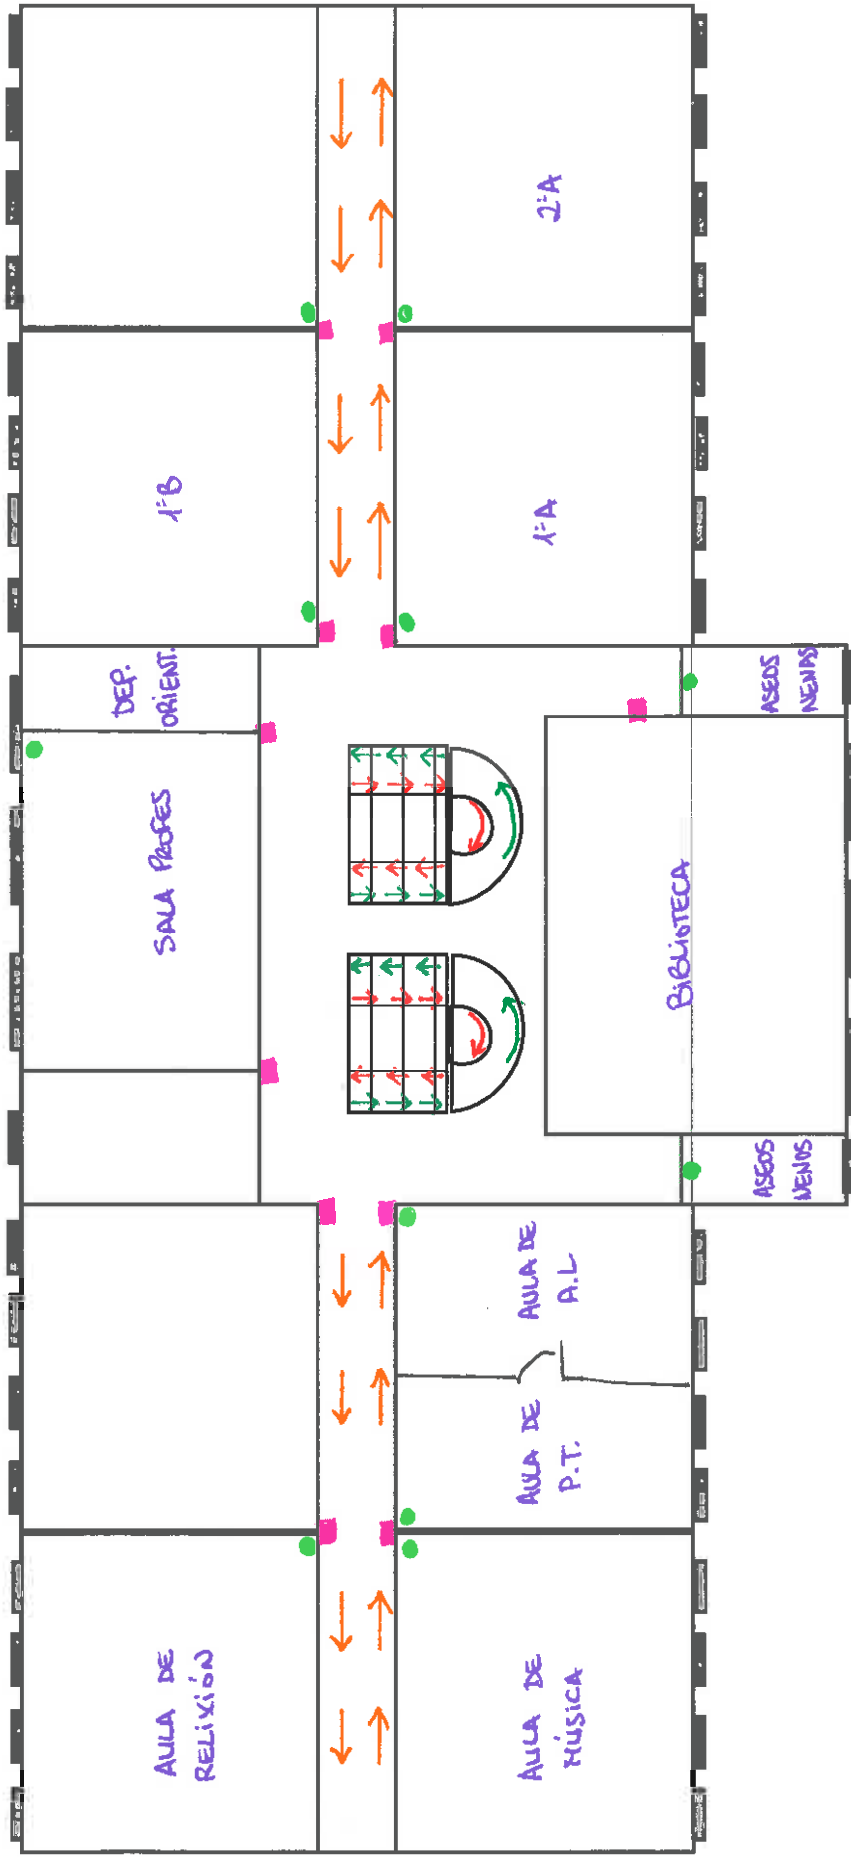 2ºA
1ºB
1ºA
DEP.
ORIENT.
ASEOS
NENAS
SALA PROFES
BIBLIOTECA
ASEOS
NENOS
AULA DE
A.L
AULA DE
P.T.
AULA DE
RELIXIÓN
AULA DE
MÚSICA